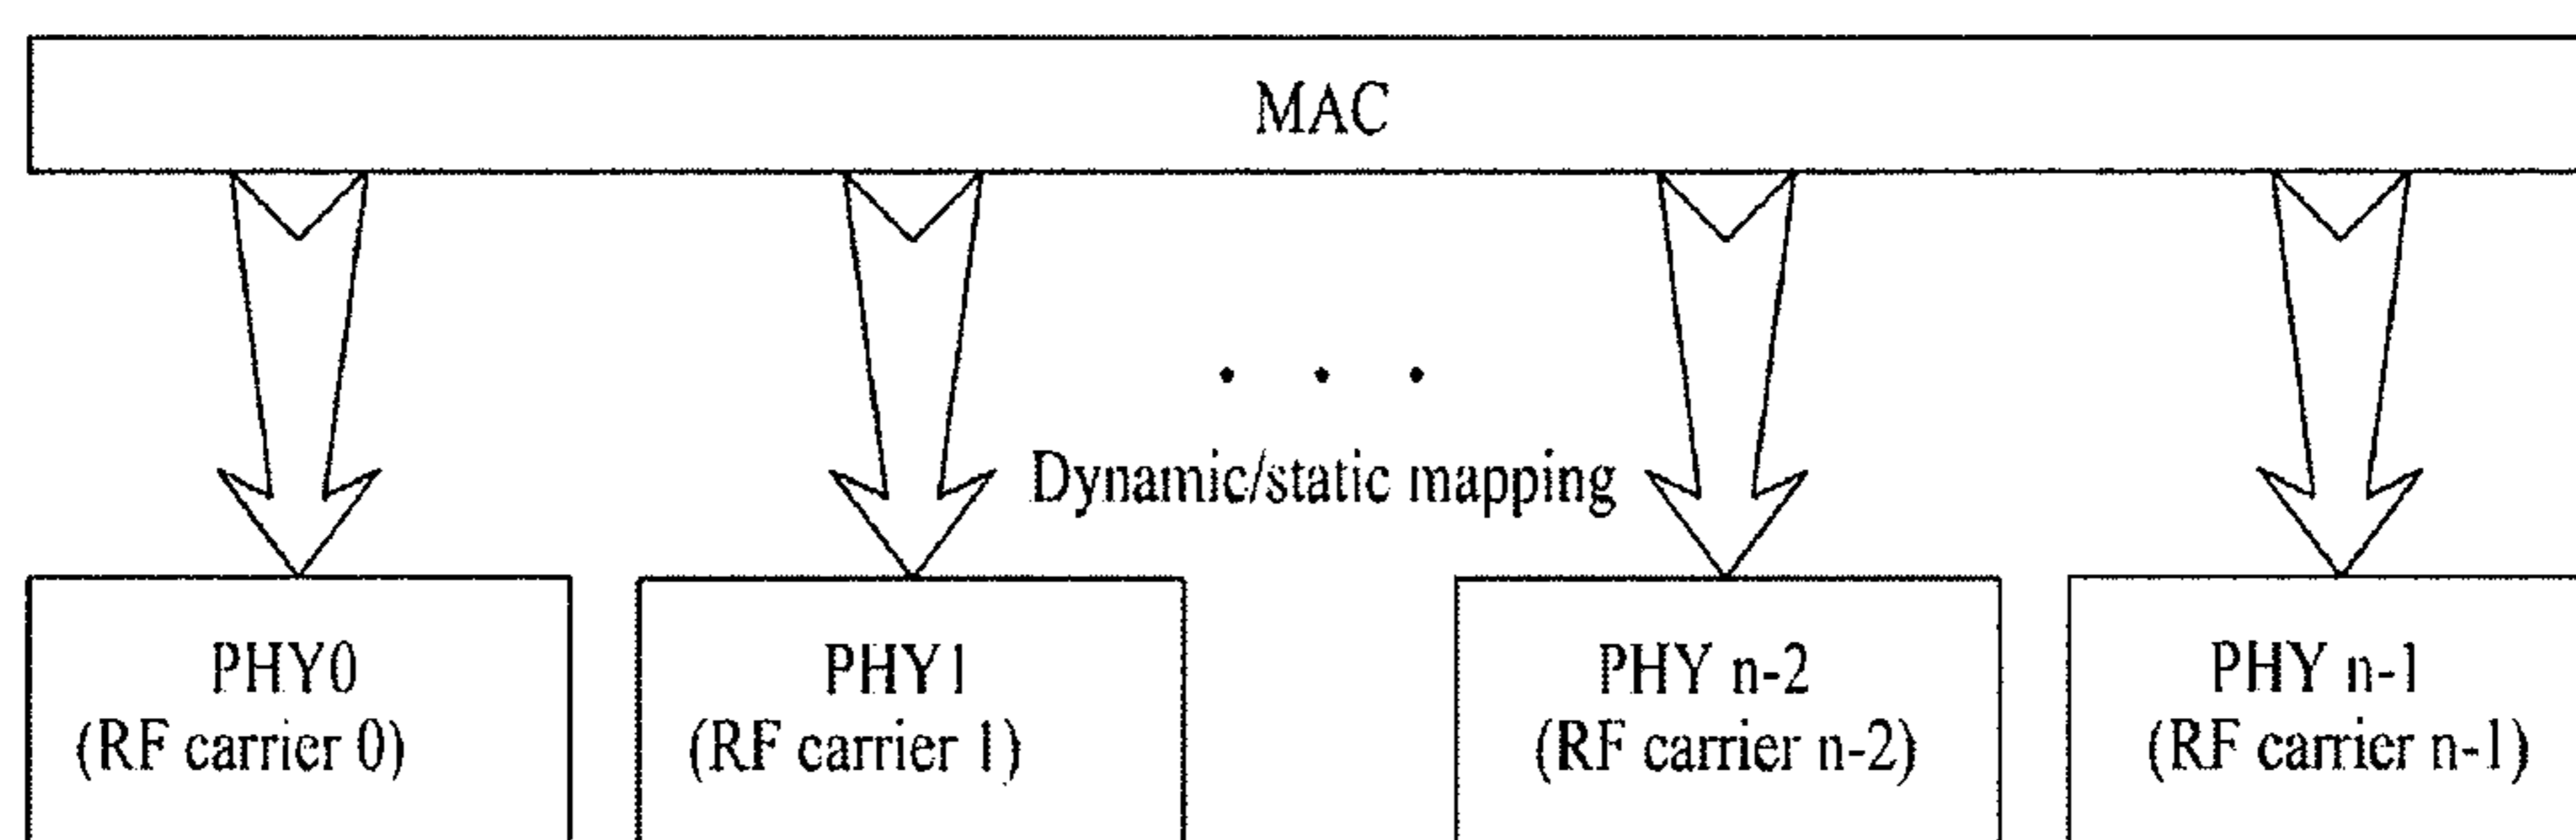 MAC
. . .
Dynamic/static mapping
PHY0
(RF carrier 0)
PHY1
(RF carrier 1)
PHY n-2
(RF carrier n-2)
PHY n-1
(RF carrier n-1)